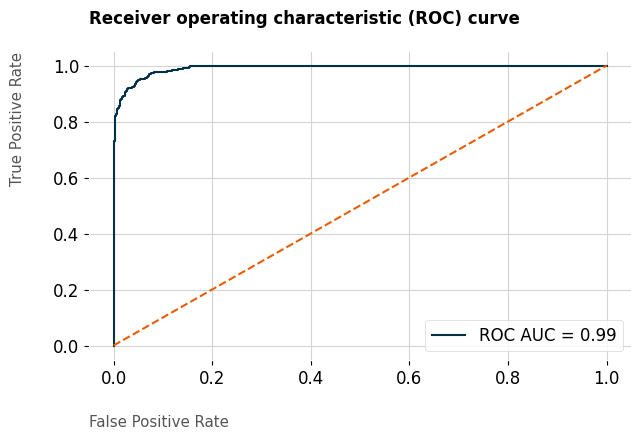 Receiver operating characteristic (ROC) curve
True Positive Rate
1.0
0.8
0.6
0.4
0.2
0.0
ROC AUC = 0.99
0.0 0.2 0.4 0.6 0.8 1.0
False Positive Rate